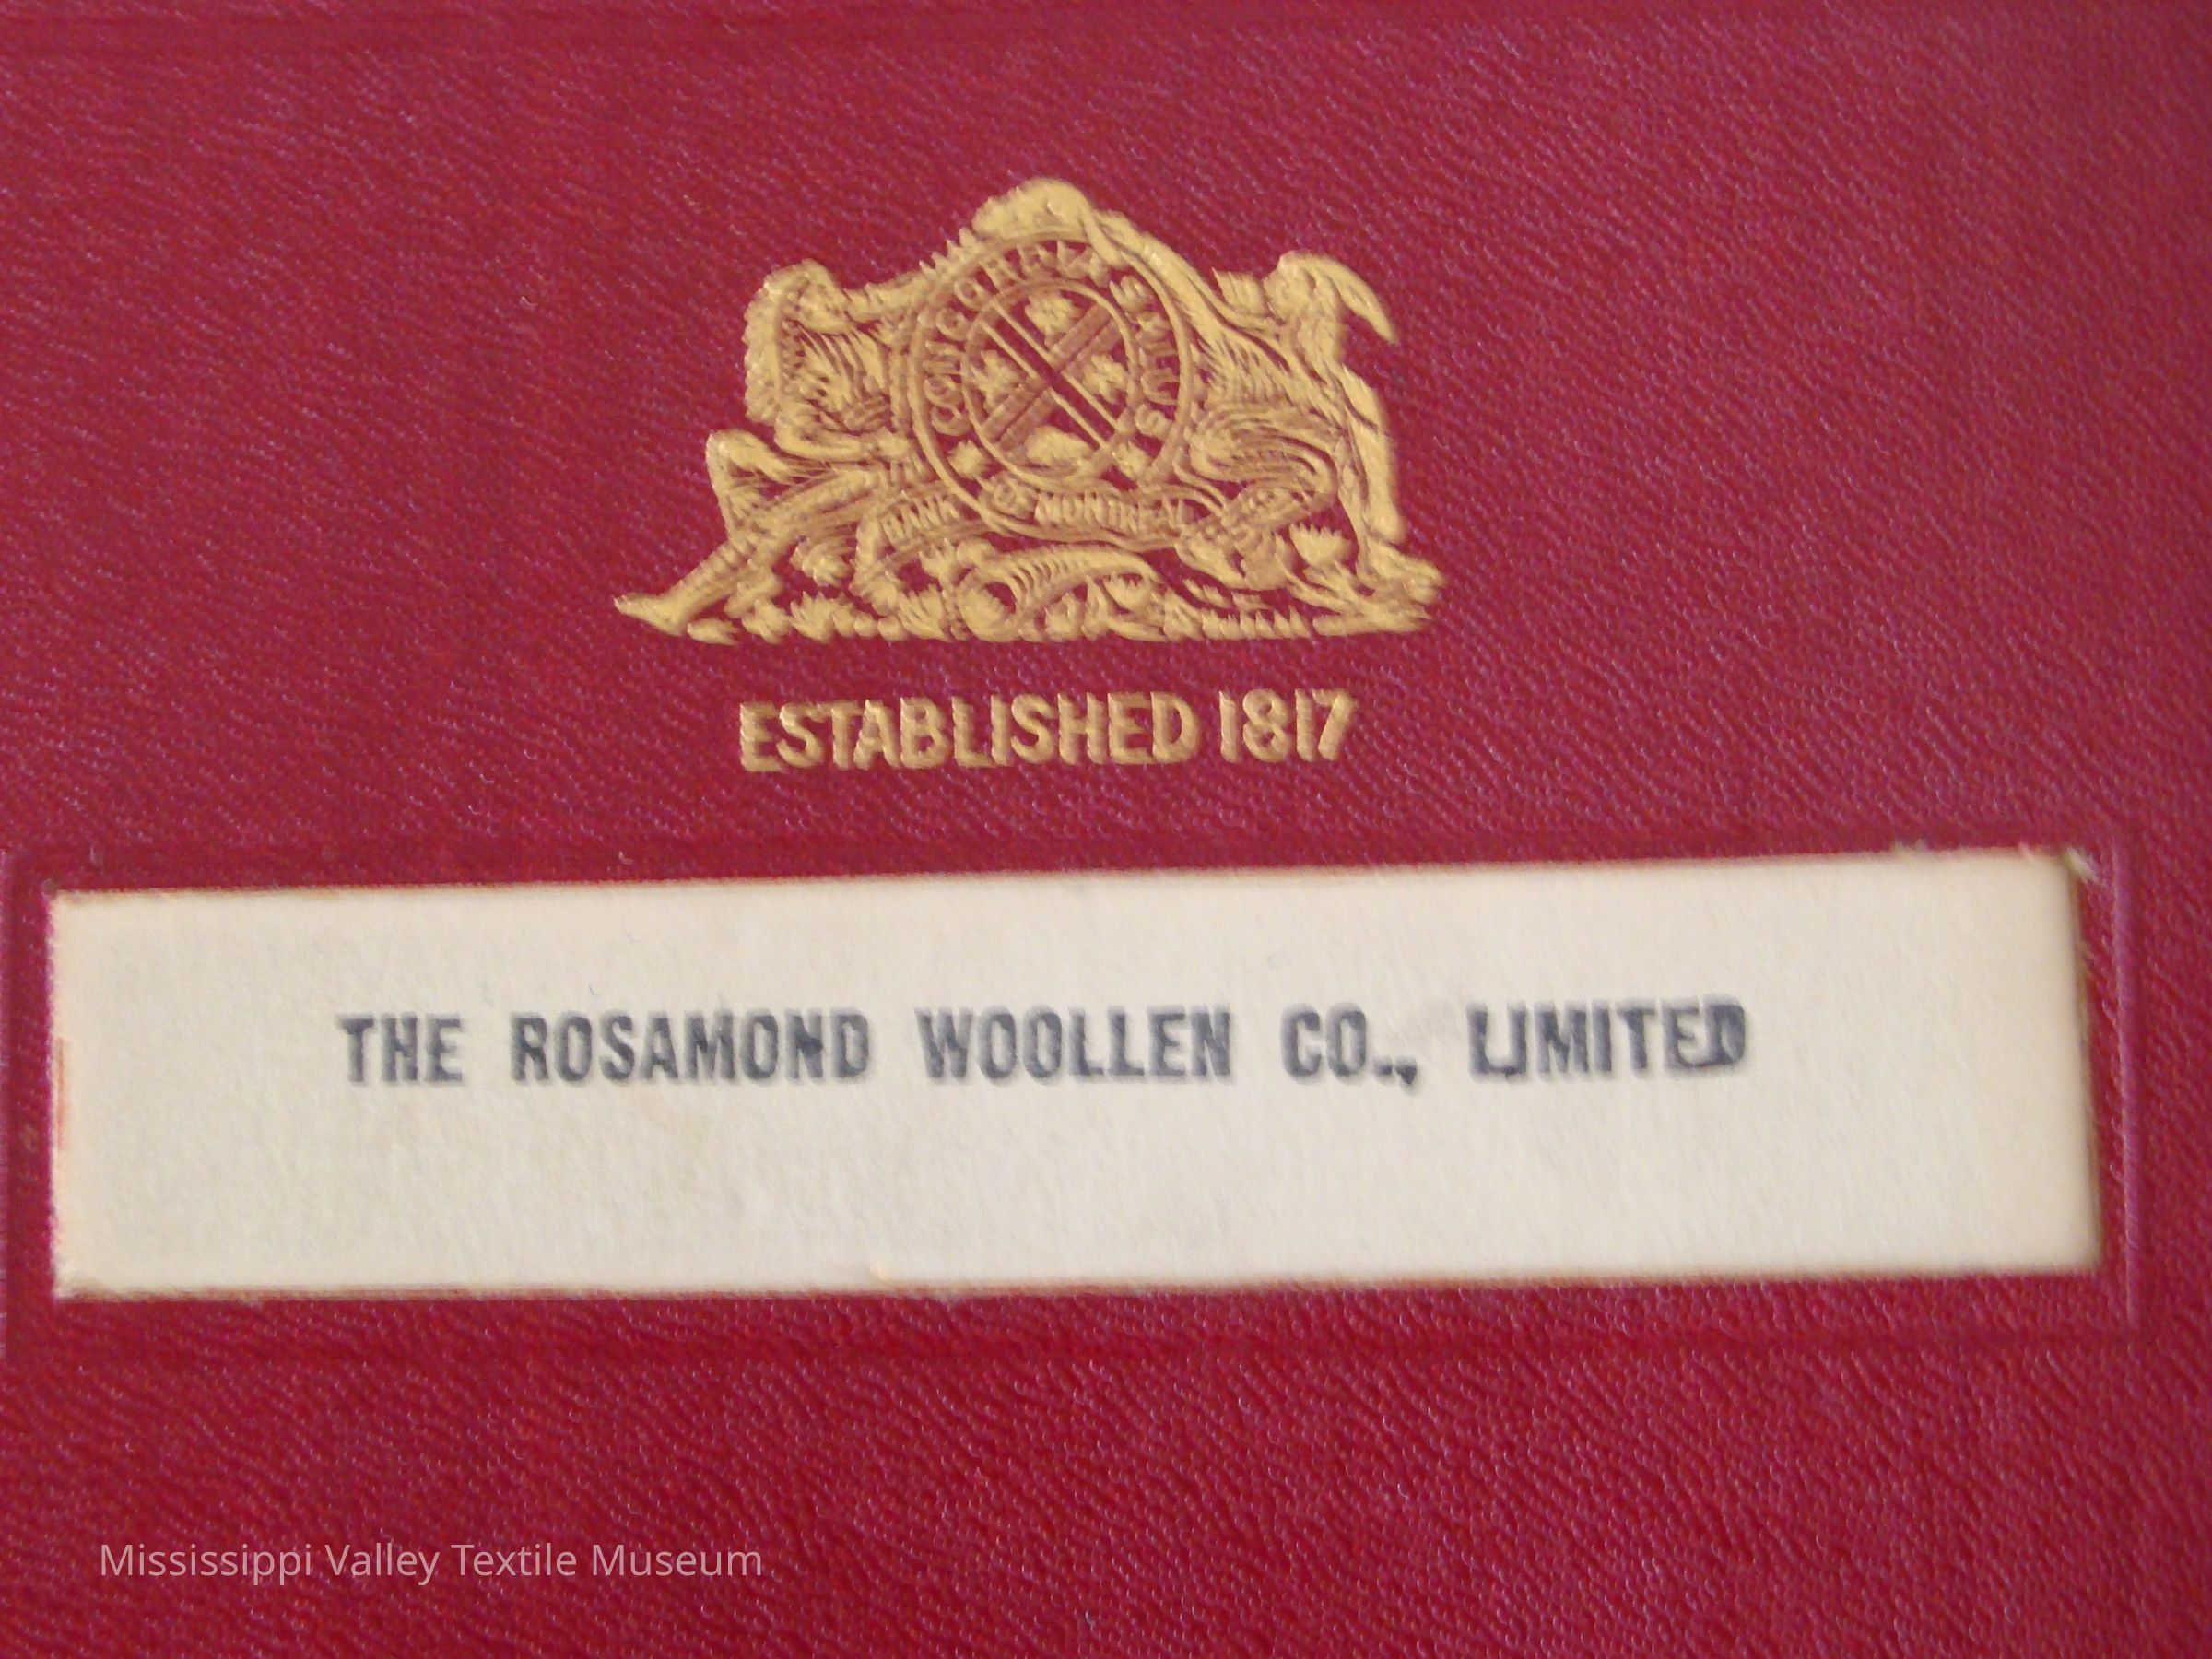 CONCORDIA SALUS
BANK OF MONTREAL
ESTABLISHED 1817
THE ROSAMOND WOOLLEN CO., LIMITED
Mississippi Valley Textile Museum